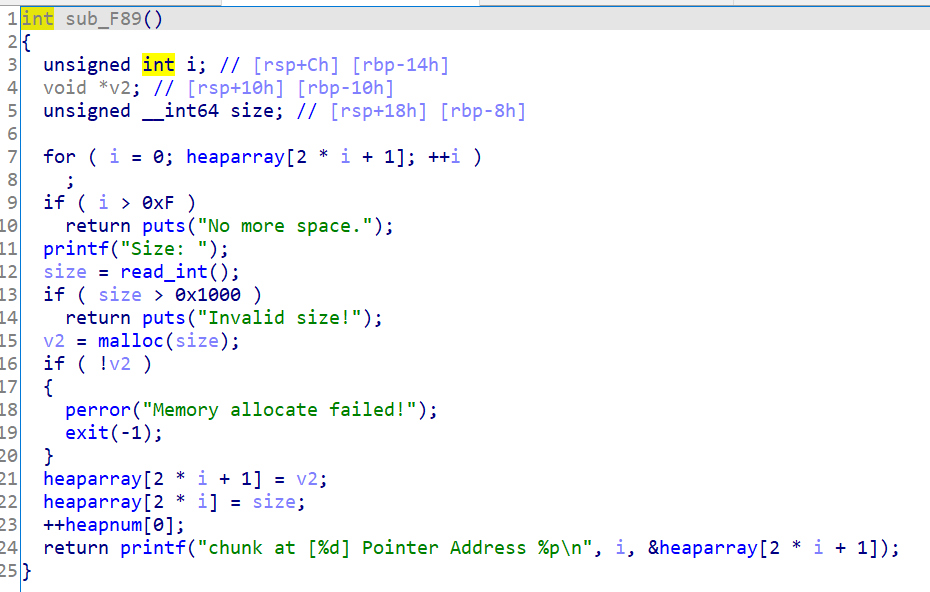 1 int sub_F89()
2 {
3   unsigned int i; // [rsp+Ch] [rbp-14h]
4   void *v2; // [rsp+10h] [rbp-10h]
5   unsigned __int64 size; // [rsp+18h] [rbp-8h]
6
7   for ( i = 0; heaparray[2 * i + 1]; ++i )
8     ;
9   if ( i > 0xF )
10     return puts("No more space.");
11   printf("Size: ");
12   size = read_int();
13   if ( size > 0x1000 )
14     return puts("Invalid size!");
15   v2 = malloc(size);
16   if ( !v2 )
17   {
18     perror("Memory allocate failed!");
19     exit(-1);
20   }
21   heaparray[2 * i + 1] = v2;
22   heaparray[2 * i] = size;
23   ++heapnum[0];
24   return printf("chunk at [%d] Pointer Address %p\n", i, &heaparray[2 * i + 1]);
25 }